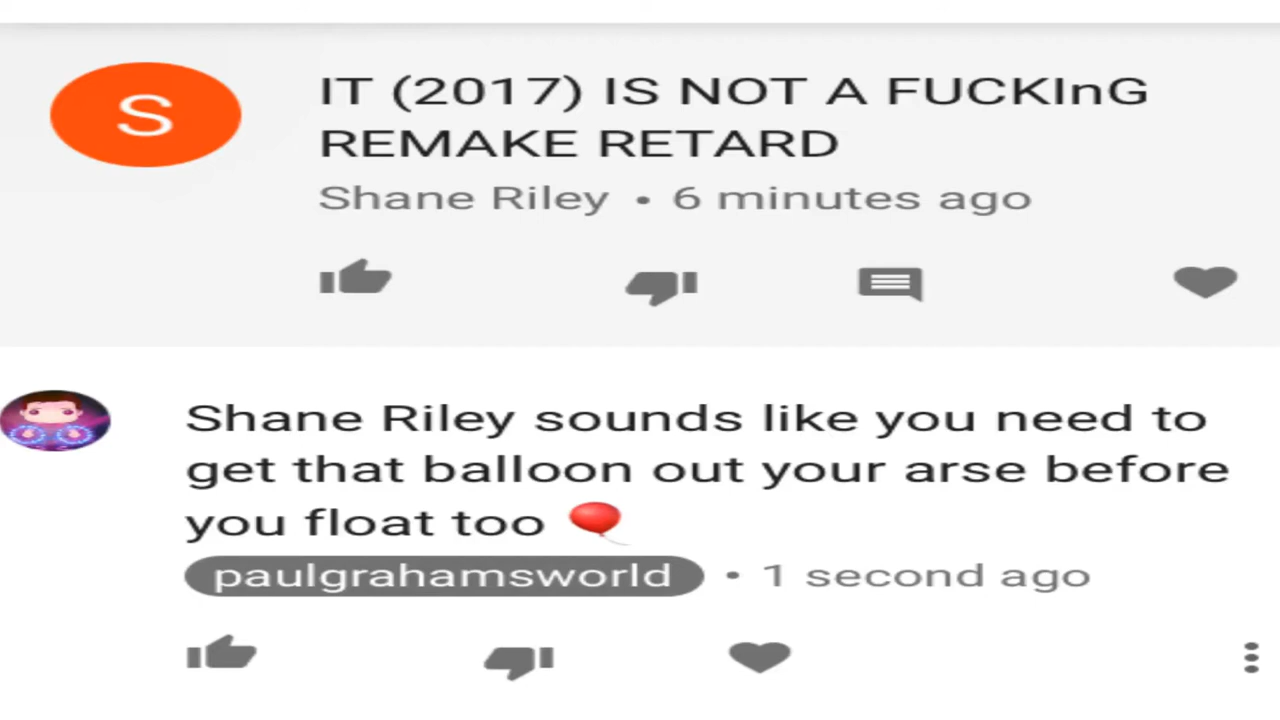 S
IT (2017) IS NOT A FUCKInG
REMAKE RETARD
Shane Riley • 6 minutes ago
Shane Riley sounds like you need to
get that balloon out your arse before
you float too 🎈
paulgrahamsworld • 1 second ago